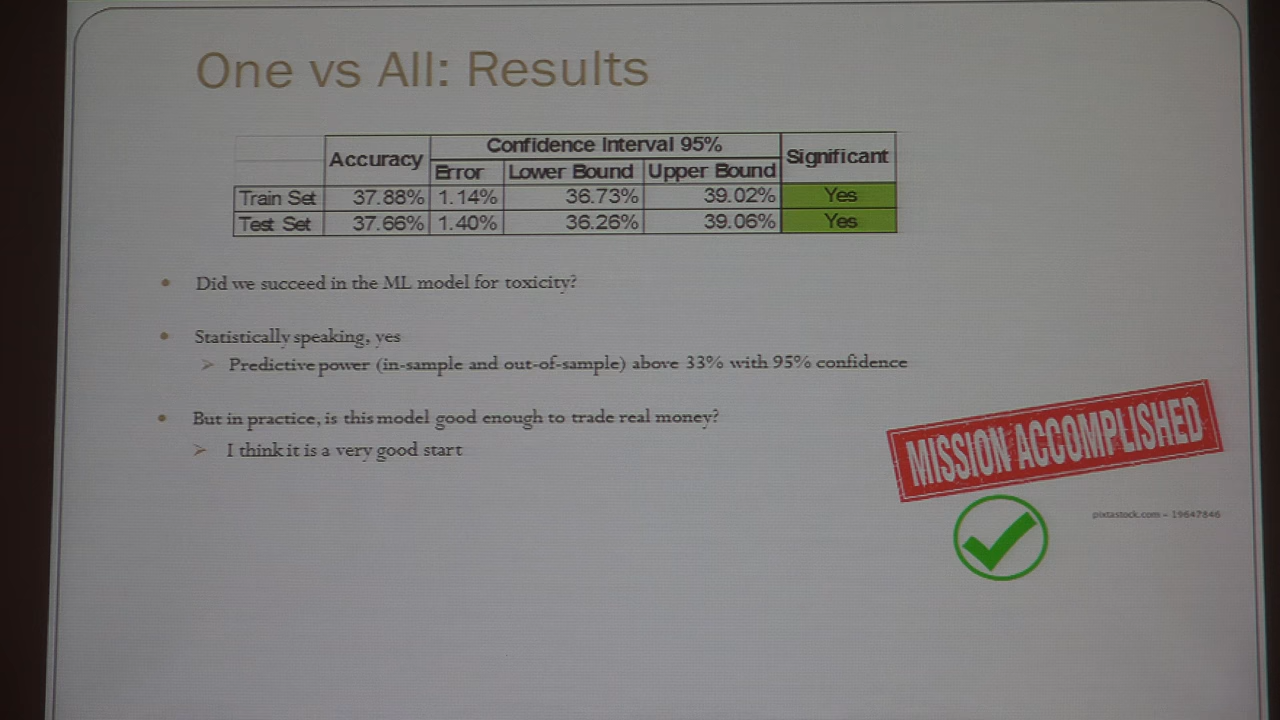 One vs All: Results
Accuracy Confidence Interval 95% Significant
Error Lower Bound Upper Bound
Train Set 37.88% 1.14% 36.73% 39.02% Yes
Test Set 37.66% 1.40% 36.26% 39.06% Yes
Did we succeed in the ML model for toxicity?
Statistically speaking, yes
Predictive power (in-sample and out-of-sample) above 33% with 95% confidence
But in practice, is this model good enough to trade real money?
I think it is a very good start
MISSION ACCOMPLISHED
pixtastock.com - 19647846